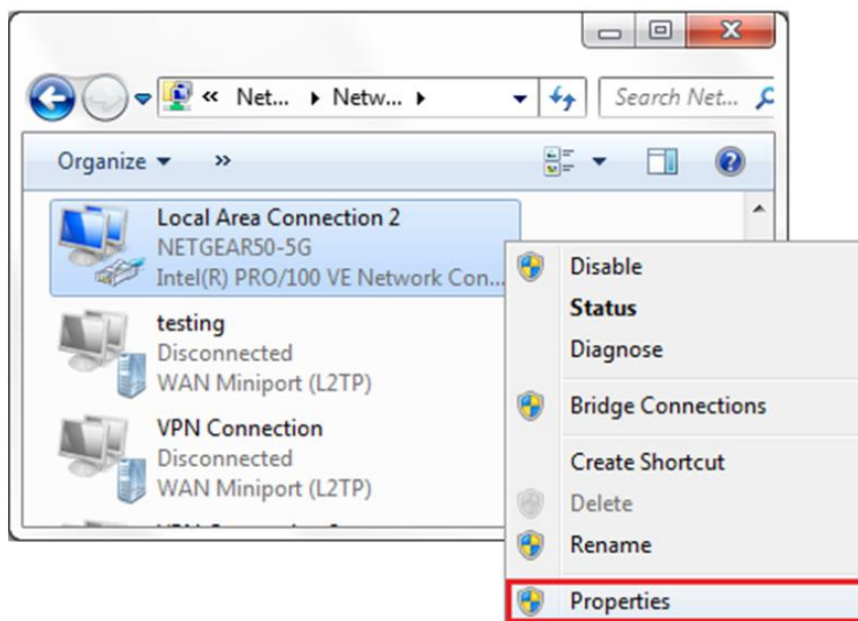 « Net... ▸ Netw... ▸
Search Net...
Organize
»
Local Area Connection 2
NETGEAR50-5G
Intel(R) PRO/100 VE Network Con...
testing
Disconnected
WAN Miniport (L2TP)
VPN Connection
Disconnected
WAN Miniport (L2TP)
Disable
Status
Diagnose
Bridge Connections
Create Shortcut
Delete
Rename
Properties